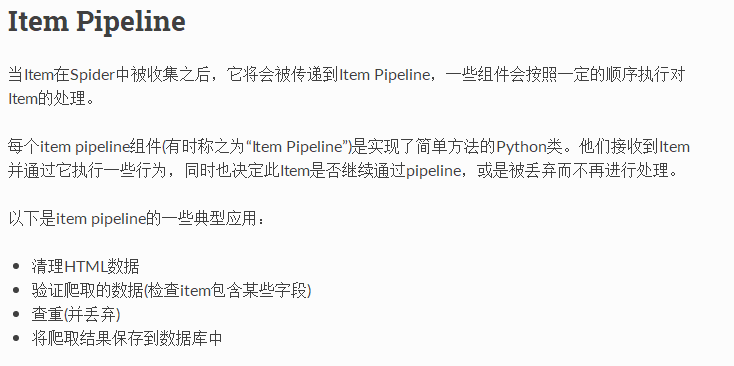 Item Pipeline
当Item在Spider中被收集之后，它将会被传递到Item Pipeline，一些组件会按照一定的顺序执行对
Item的处理。
每个item pipeline组件(有时称之为“Item Pipeline”)是实现了简单方法的Python类。他们接收到Item
并通过它执行一些行为，同时也决定此Item是否继续通过pipeline，或是被丢弃而不再进行处理。
以下是item pipeline的一些典型应用：
清理HTML数据
验证爬取的数据(检查item包含某些字段)
查重(并丢弃)
将爬取结果保存到数据库中